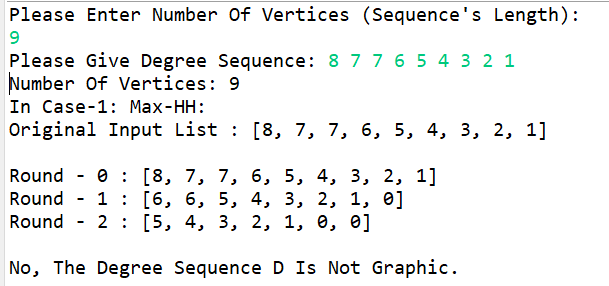 Please Enter Number Of Vertices (Sequence's Length):
9
Please Give Degree Sequence: 8 7 7 6 5 4 3 2 1
Number Of Vertices: 9
In Case-1: Max-HH:
Original Input List : [8, 7, 7, 6, 5, 4, 3, 2, 1]
Round - 0 : [8, 7, 7, 6, 5, 4, 3, 2, 1]
Round - 1 : [6, 6, 5, 4, 3, 2, 1, 0]
Round - 2 : [5, 4, 3, 2, 1, 0, 0]
No, The Degree Sequence D Is Not Graphic.